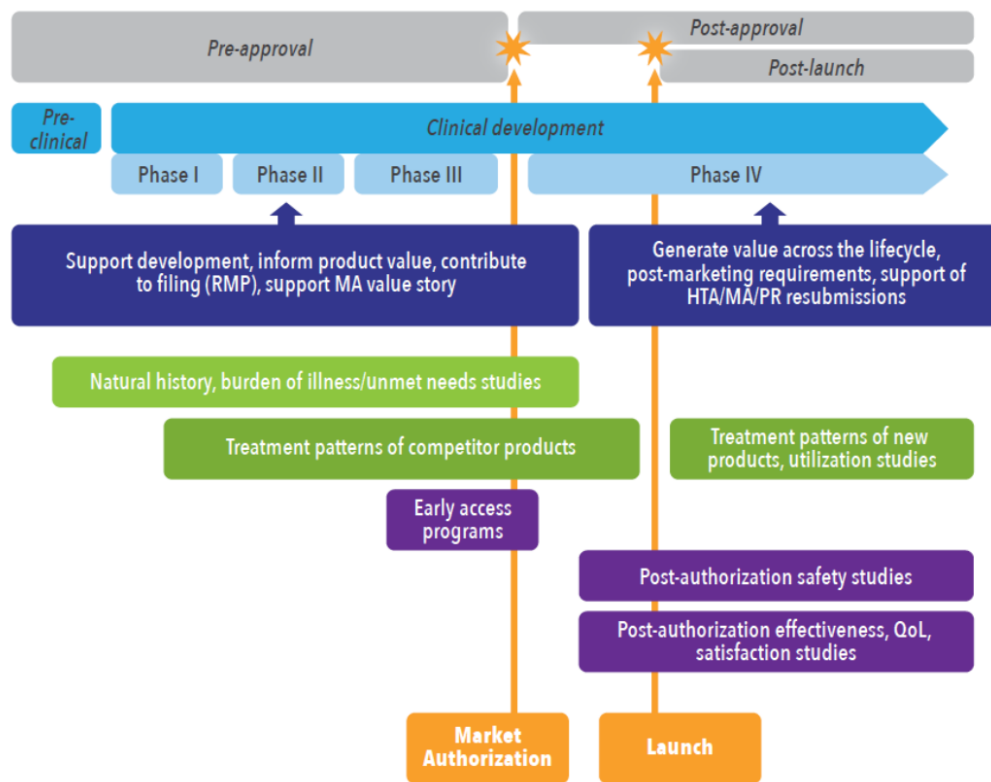 Pre-approval
Post-approval
Post-launch
Pre-
clinical
Clinical development
Phase I
Phase II
Phase III
Phase IV
Support development, inform product value, contribute
to filing (RMP), support MA value story
Generate value across the lifecycle,
post-marketing requirements, support of
HTA/MA/PR resubmissions
Natural history, burden of illness/unmet needs studies
Treatment patterns of competitor products
Treatment patterns of new
products, utilization studies
Early access
programs
Post-authorization safety studies
Post-authorization effectiveness, QoL,
satisfaction studies
Market
Authorization
Launch